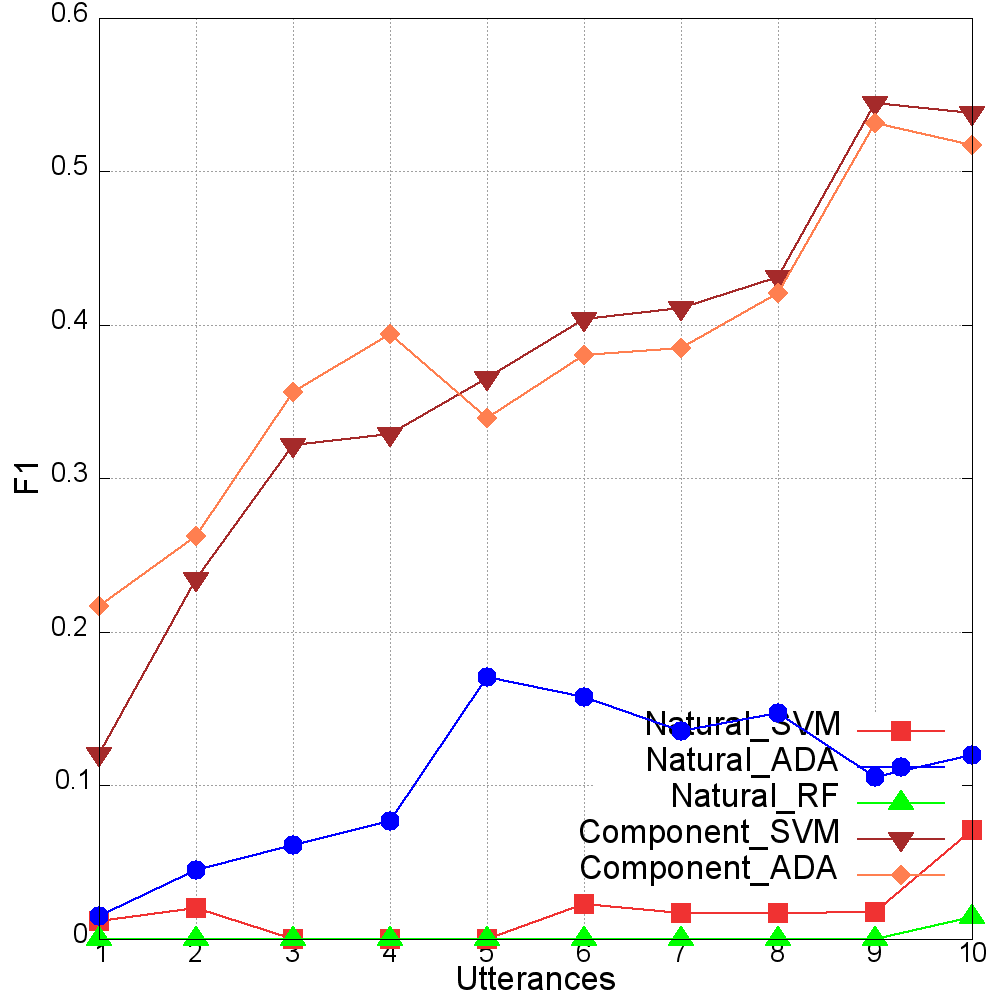 0.6
0.5
0.4
0.3
0.2
0.1
0
F1
Natural_SVM
Natural_ADA
Natural_RF
Component_SVM
Component_ADA
1 2 3 4 5 6 7 8 9 10
Utterances